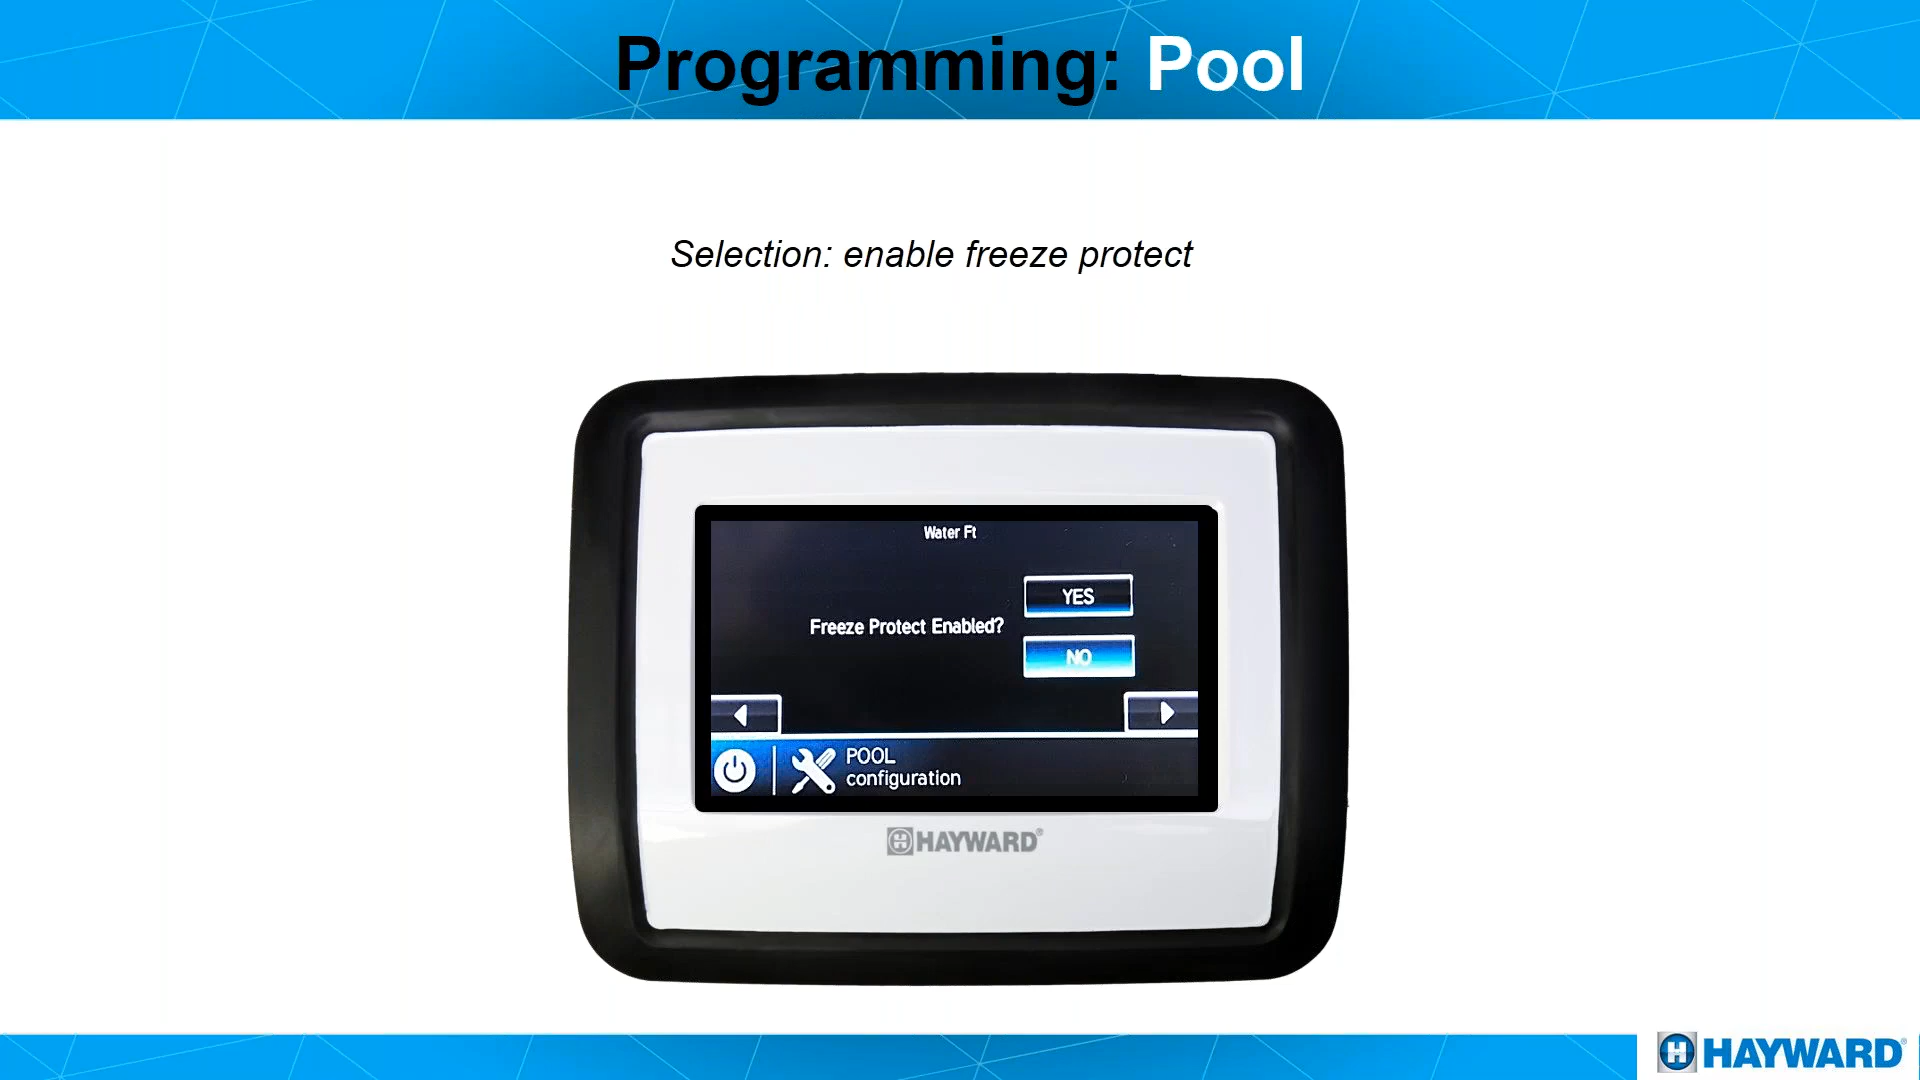 Programming: Pool
Selection: enable freeze protect
Water Ft
YES
Freeze Protect Enabled?
NO
POOL
configuration
HAYWARD®
HAYWARD®